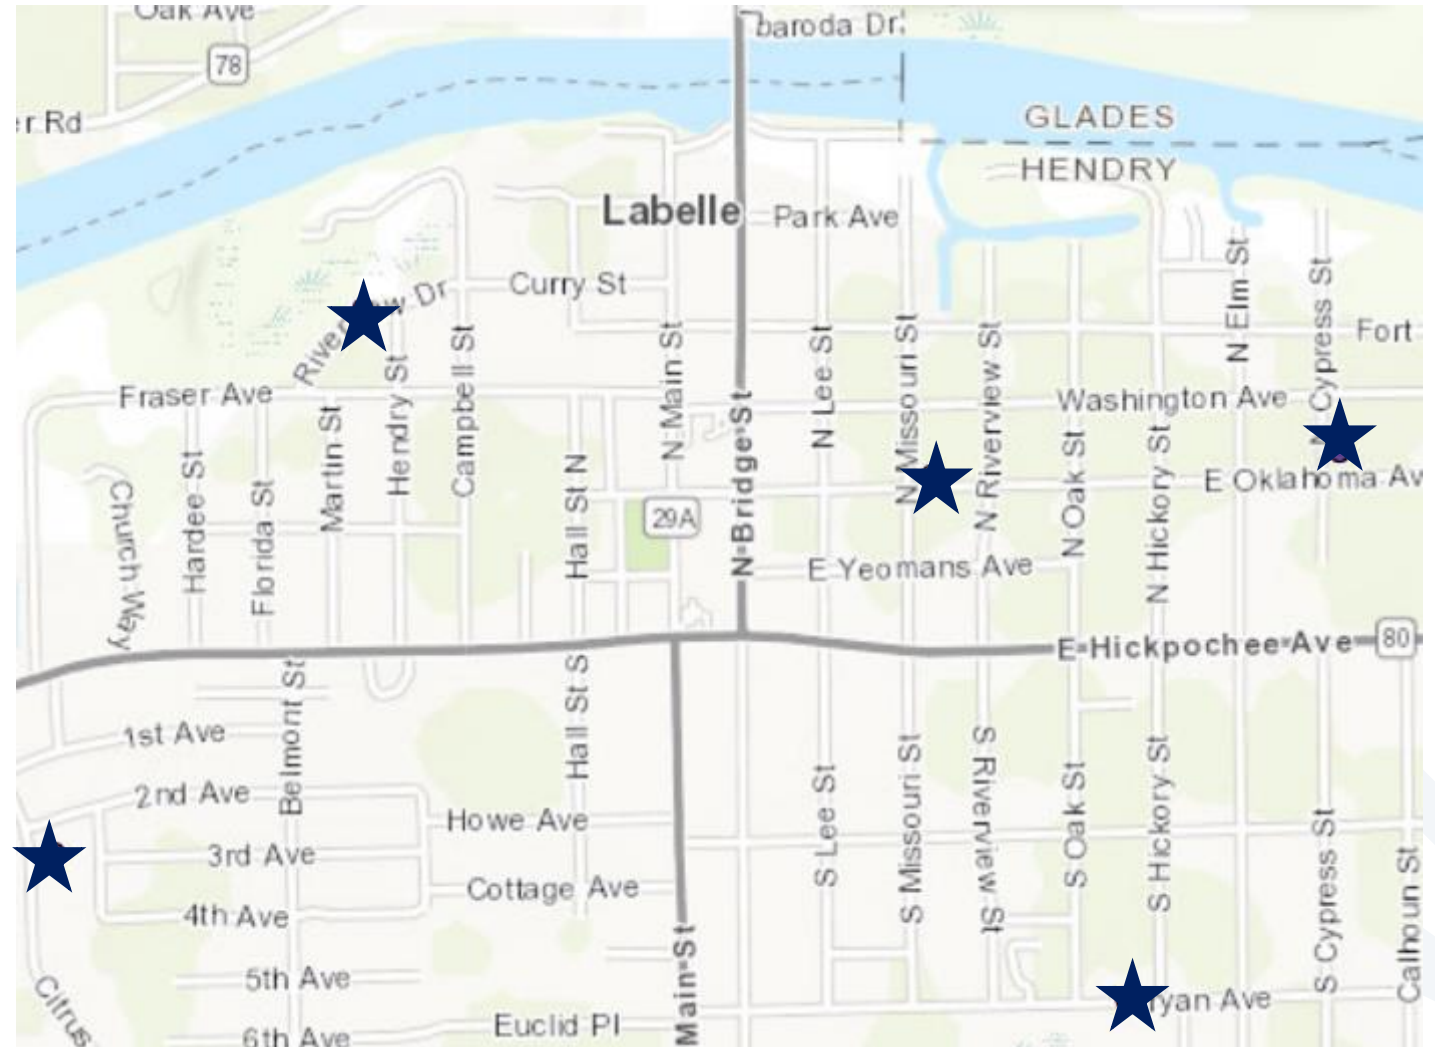 Oak Ave
baroda Dr
78
er Rd
GLADES
HENDRY
Labelle
Park Ave
Curry St
Dr
N Elm St
N Cypress St
Fort
N Main St
N Lee St
N Missouri St
N Riverview St
Hendry St
Campbell St
Fraser Ave
Washington Ave
N Bridge St
Martin St
N Oak St
N Hickory St
Hardee St
Florida St
Church Way
Hall St N
E Oklahoma Av
29A
E Yeomans Ave
E Hickpochee Ave
80
Belmont St
Hall St S
1st Ave
2nd Ave
Howe Ave
3rd Ave
Cottage Ave
4th Ave
S Lee St
S Missouri St
S Riverview St
S Oak St
S Hickory St
S Cypress St
Calhoun St
Main St
5th Ave
Citrus
Euclid Pl
yan Ave
6th Ave